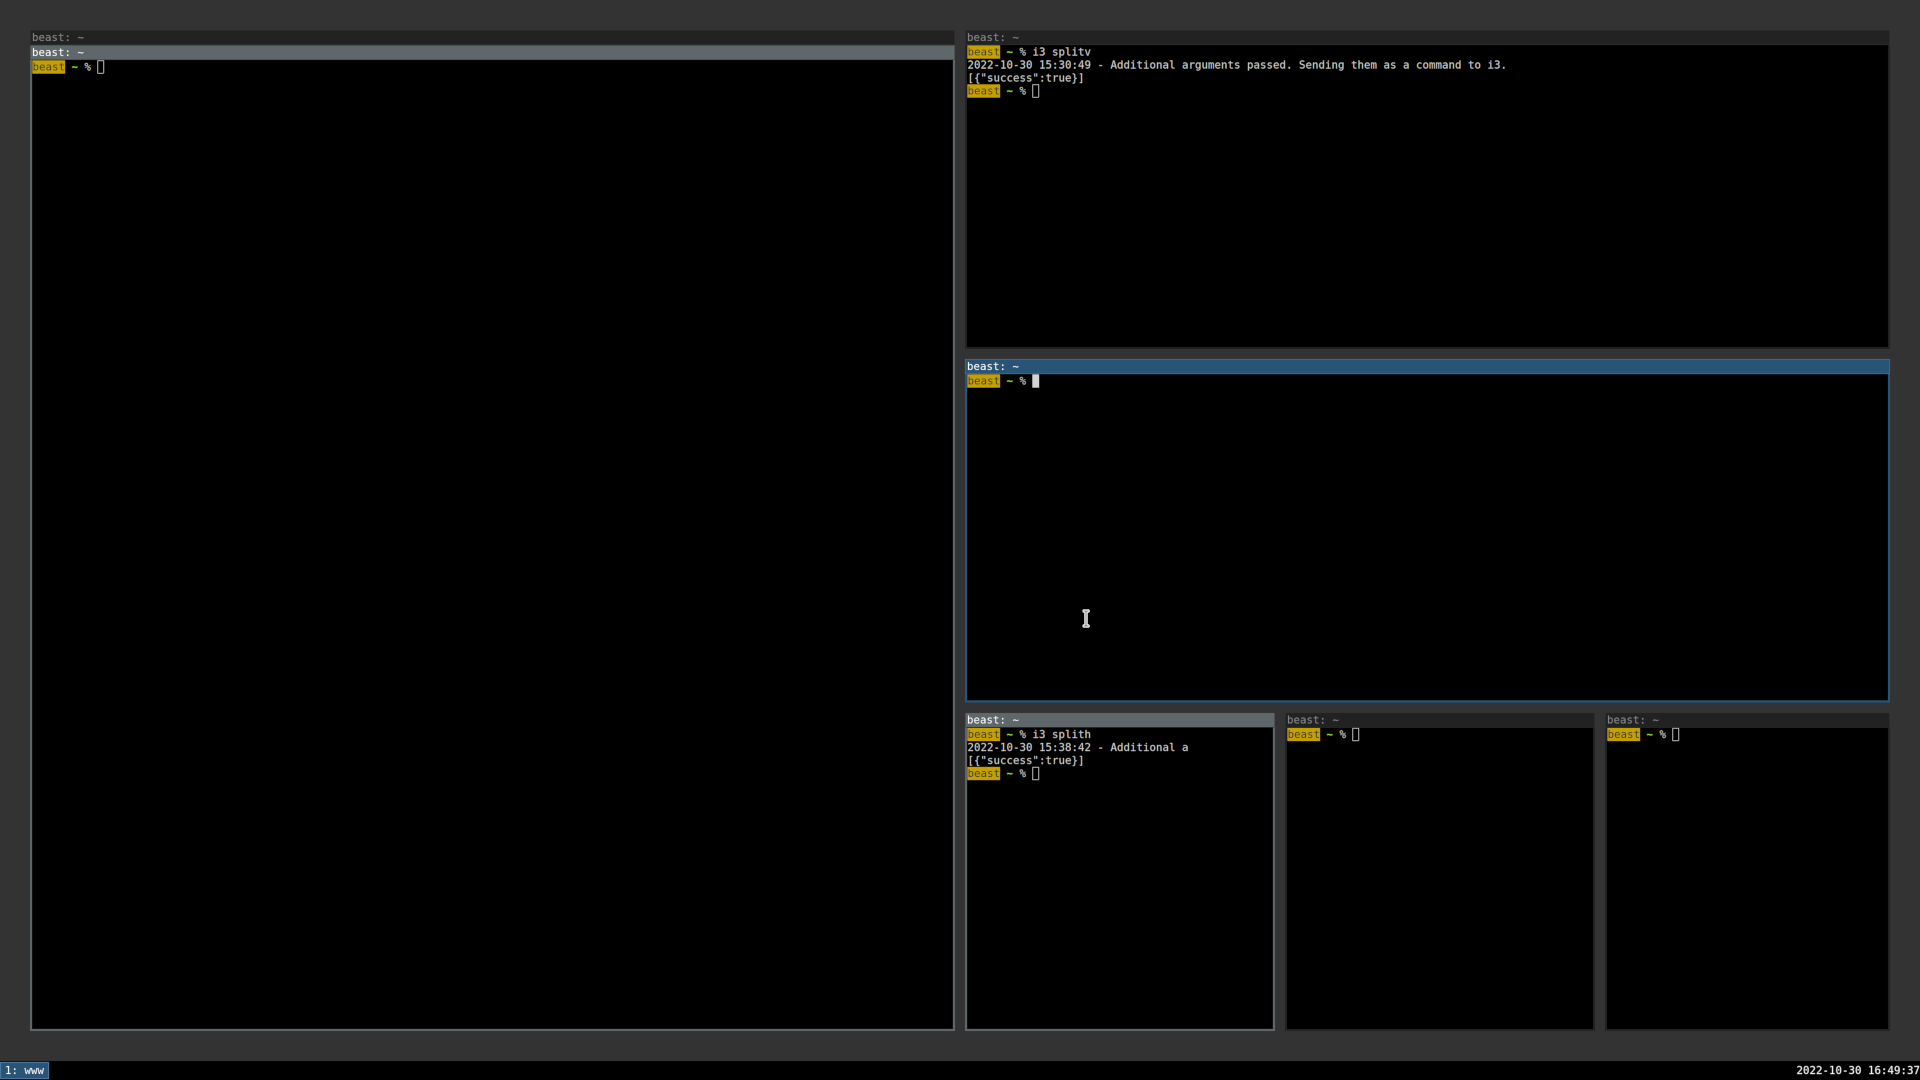 beast: ~
beast: ~
beast ~ %
beast: ~
beast ~ % i3 splitv
2022-10-30 15:30:49 - Additional arguments passed. Sending them as a command to i3.
[{"success":true}]
beast ~ %
beast: ~
beast ~ %
beast: ~
beast ~ % i3 splith
2022-10-30 15:38:42 - Additional a
[{"success":true}]
beast ~ %
beast: ~
beast ~ %
beast: ~
beast ~ %
1: www
2022-10-30 16:49:37